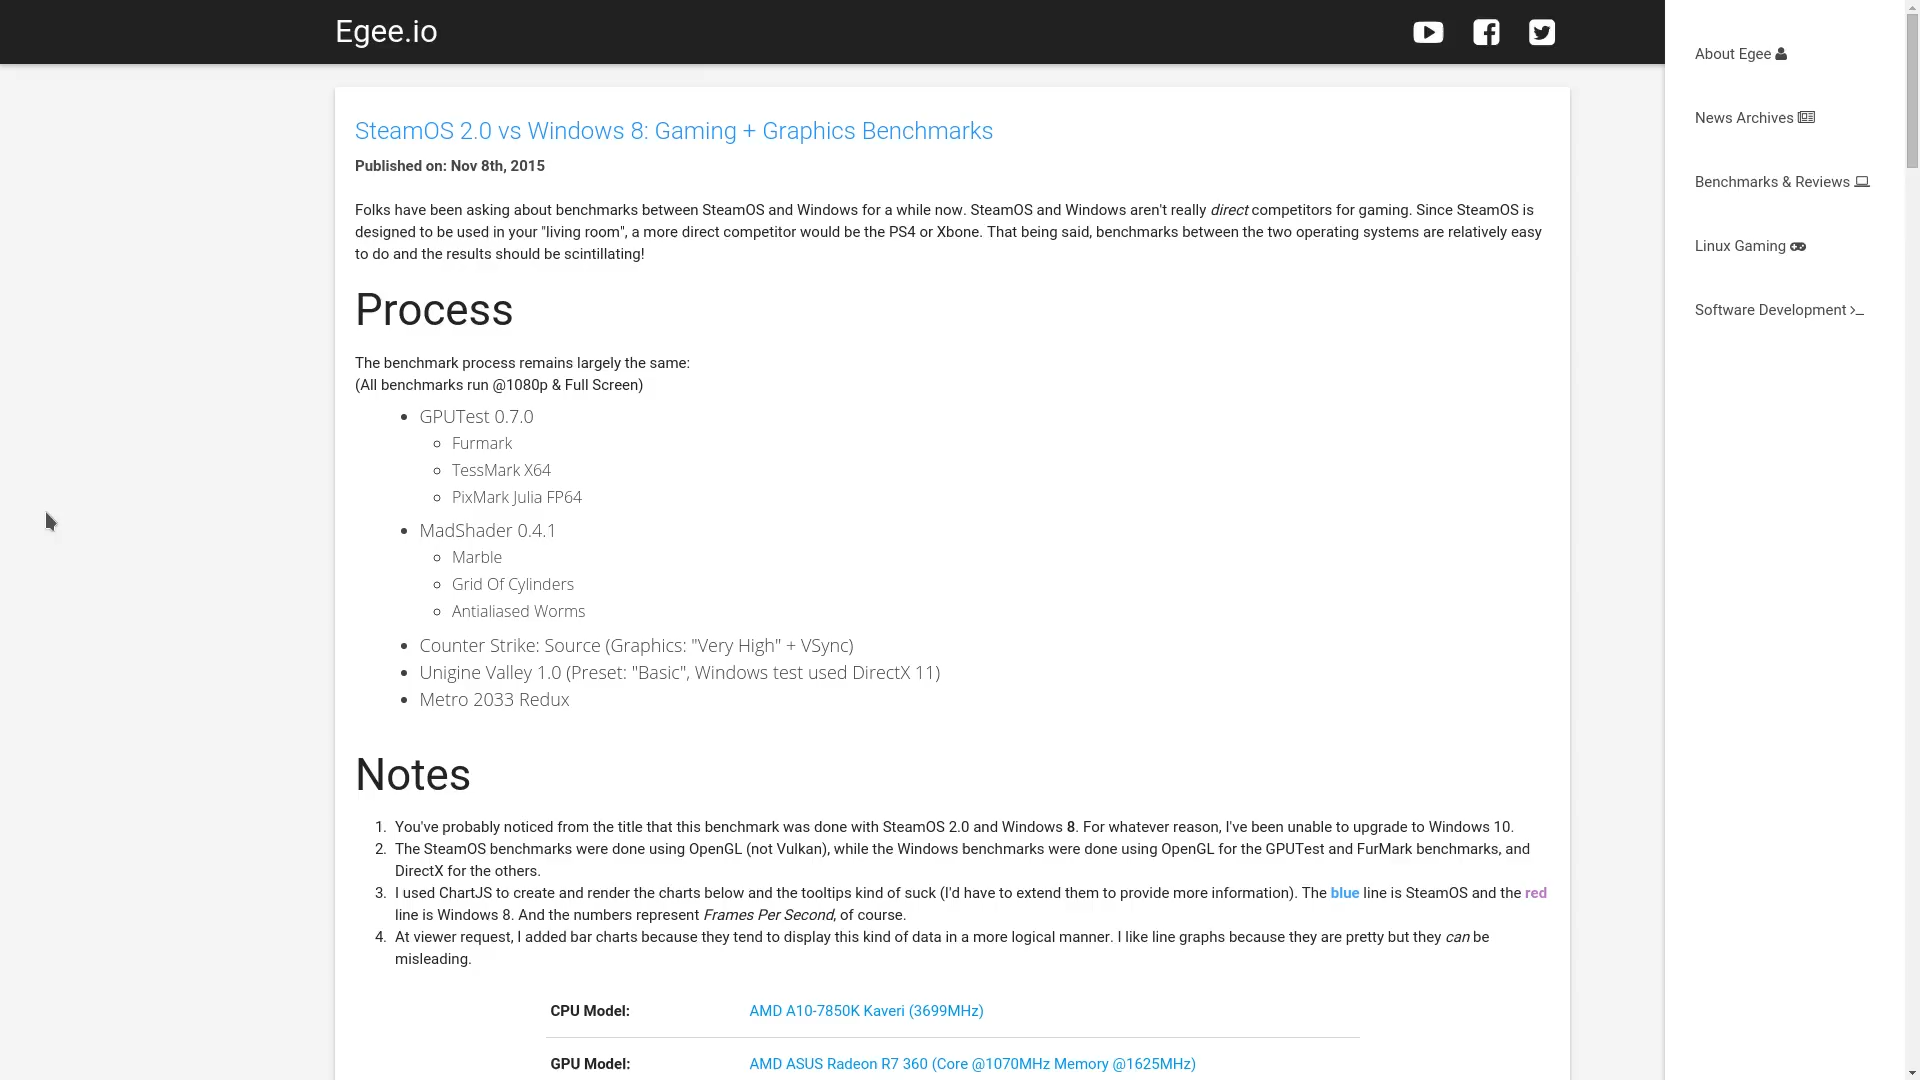 Egee.io
SteamOS 2.0 vs Windows 8: Gaming + Graphics Benchmarks
Published on: Nov 8th, 2015
Folks have been asking about benchmarks between SteamOS and Windows for a while now. SteamOS and Windows aren't really direct competitors for gaming. Since SteamOS is
designed to be used in your "living room", a more direct competitor would be the PS4 or Xbone. That being said, benchmarks between the two operating systems are relatively easy
to do and the results should be scintillating!
Process
The benchmark process remains largely the same:
(All benchmarks run @1080p & Full Screen)
GPUTest 0.7.0
Furmark
TessMark X64
PixMark Julia FP64
MadShader 0.4.1
Marble
Grid Of Cylinders
Antialiased Worms
Counter Strike: Source (Graphics: "Very High" + VSync)
Unigine Valley 1.0 (Preset: "Basic", Windows test used DirectX 11)
Metro 2033 Redux
Notes
1. You've probably noticed from the title that this benchmark was done with SteamOS 2.0 and Windows 8. For whatever reason, I've been unable to upgrade to Windows 10.
2. The SteamOS benchmarks were done using OpenGL (not Vulkan), while the Windows benchmarks were done using OpenGL for the GPUTest and FurMark benchmarks, and
DirectX for the others.
3. I used ChartJS to create and render the charts below and the tooltips kind of suck (I'd have to extend them to provide more information). The blue line is SteamOS and the red
line is Windows 8. And the numbers represent Frames Per Second, of course.
4. At viewer request, I added bar charts because they tend to display this kind of data in a more logical manner. I like line graphs because they are pretty but they can be
misleading.
CPU Model: AMD A10-7850K Kaveri (3699MHz)
GPU Model: AMD ASUS Radeon R7 360 (Core @1070MHz Memory @1625MHz)
About Egee
News Archives
Benchmarks & Reviews
Linux Gaming
Software Development